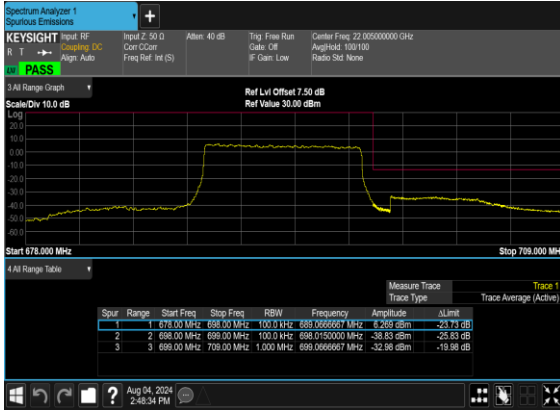 Spectrum Analyzer 1
Spurious Emissions
+
KEYSIGHT Input: RF Input Z: 50 Ω Atten: 40 dB Trig: Free Run Center Freq: 22.005000000 GHz
R T Coupling: DC Corr CCorr Gate: Off Avg|Hold: 100/100
Align: Auto Freq Ref: Int (S) IF Gain: Low Radio Std: None
PASS
3 All Range Graph Ref Lvl Offset 7.50 dB
Scale/Div 10.0 dB Ref Value 30.00 dBm
Log
20.0
10.0
0.00
-10.0
-20.0
-30.0
-40.0
-50.0
-60.0
Start 678.000 MHz Stop 709.000 MH
4 All Range Table
Measure Trace Trace 1
Trace Type Trace Average (Active)
Spur Range Start Freq Stop Freq RBW Frequency Amplitude ΔLimit
1 1 678.00 MHz 698.00 MHz 100.0 kHz 689.0666667 MHz 6.269 dBm -23.73 dB
2 2 698.00 MHz 699.00 MHz 100.0 kHz 698.0150000 MHz -38.83 dBm -25.83 dB
3 3 699.00 MHz 709.00 MHz 1.000 MHz 699.0666667 MHz -32.98 dBm -19.98 dB
? Aug 04, 2024
2:48:34 PM